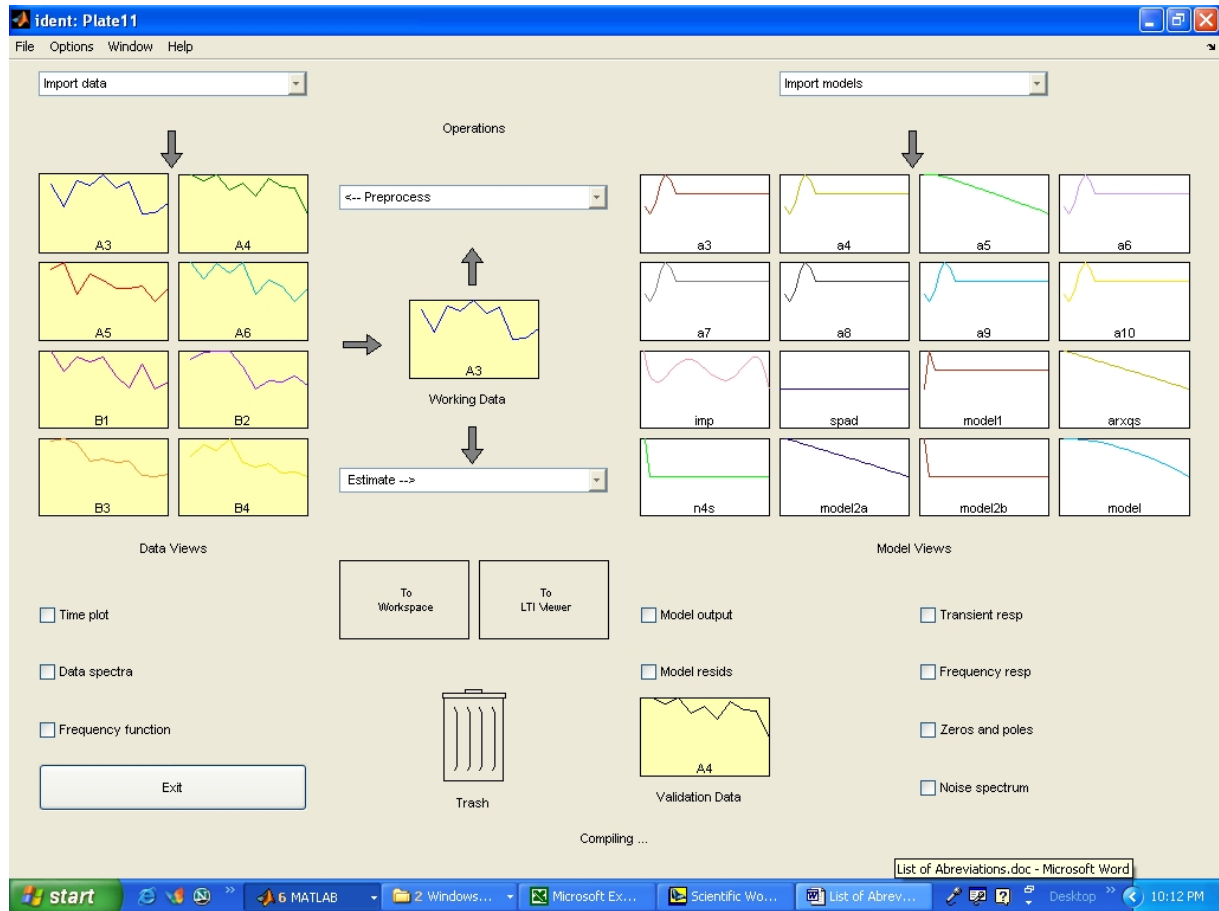 ident: Plate11
File Options Window Help
Import data
Import models
Operations
<-- Preprocess
A3
A4
a3
a4
a5
a6
A5
A6
a7
a8
a9
a10
A3
Working Data
B1
B2
imp
spad
model1
arxqs
Estimate -->
B3
B4
n4s
model2a
model2b
model
Data Views
Model Views
To
Workspace
To
LTI Viewer
Time plot
Model output
Transient resp
Data spectra
Model resids
Frequency resp
Frequency function
Zeros and poles
A4
Exit
Trash
Validation Data
Noise spectrum
Compiling ...
List of Abreviations.doc - Microsoft Word
start
6 MATLAB
2 Windows...
Microsoft Ex...
Scientific Wo...
List of Abrev...
Desktop
10:12 PM